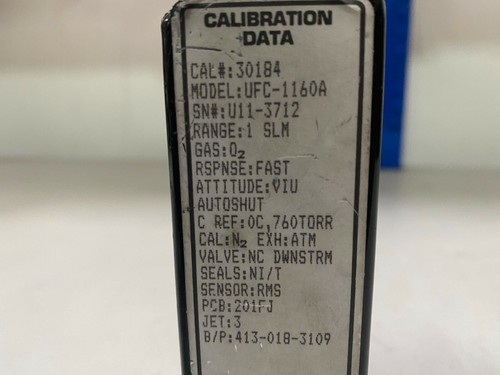 CALIBRATION
DATA
CAL#:30184
MODEL:UFC-1160A
SN#:U11-3712
RANGE:1 SLM
GAS:O₂
RSPNSE:FAST
ATTITUDE:VIU
AUTOSHUT
C REF:0C,760TORR
CAL:N₂ EXH:ATM
VALVE:NC DWNSTRM
SEALS:NI/T
SENSOR:RMS
PCB:201FJ
JET:3
B/P:413-018-3109